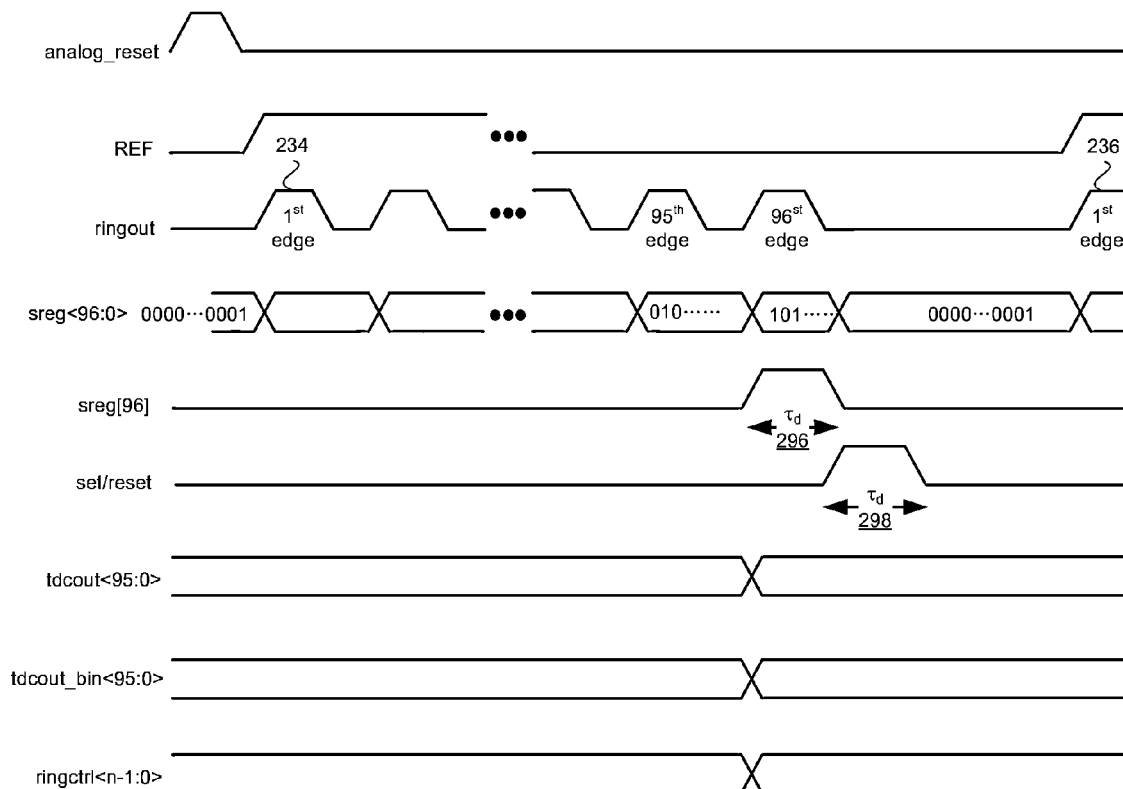 analog_reset
REF
234
236
ringout
1st edge
95th edge
96st edge
1st edge
sreg<96:0>
0000···0001
010······
101·····
0000···0001
sreg[96]
τd
296
set/reset
τd
298
tdcout<95:0>
tdcout_bin<95:0>
ringctrl<n-1:0>